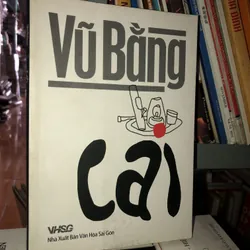 Vũ Bằng
cai
VHSG
Nhà Xuất Bản Văn Hóa Sài Gòn